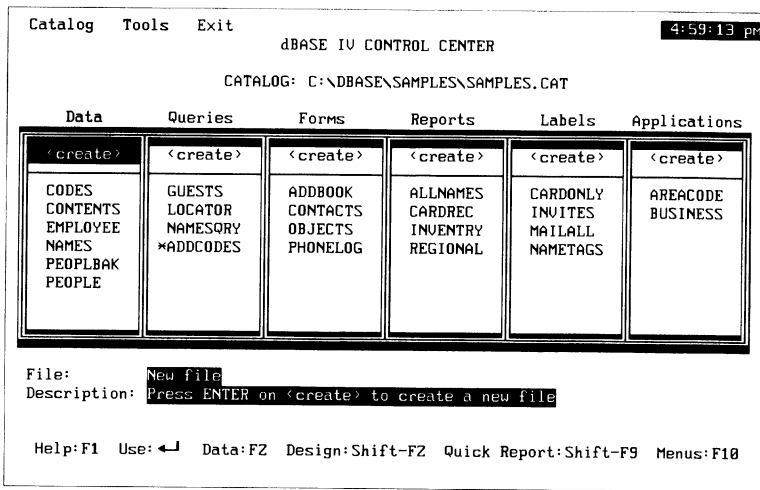 Catalog Tools Exit 4:59:13 pm
dBASE IV CONTROL CENTER
CATALOG: C:\DBASE\SAMPLES\SAMPLES.CAT
Data Queries Forms Reports Labels Applications
<create> <create> <create> <create> <create> <create>
CODES GUESTS ADDBOOK ALLNAMES CARDONLY AREACODE
CONTENTS LOCATOR CONTACTS CARDREC INVITES BUSINESS
EMPLOYEE NAMESQRY OBJECTS INVENTRY MAILALL
NAMES *ADDCODES PHONELOG REGIONAL NAMETAGS
PEOPLBAK
PEOPLE
File: New file
Description: Press ENTER on <create> to create a new file
Help:F1 Use:↵ Data:F2 Design:Shift-F2 Quick Report:Shift-F9 Menus:F10